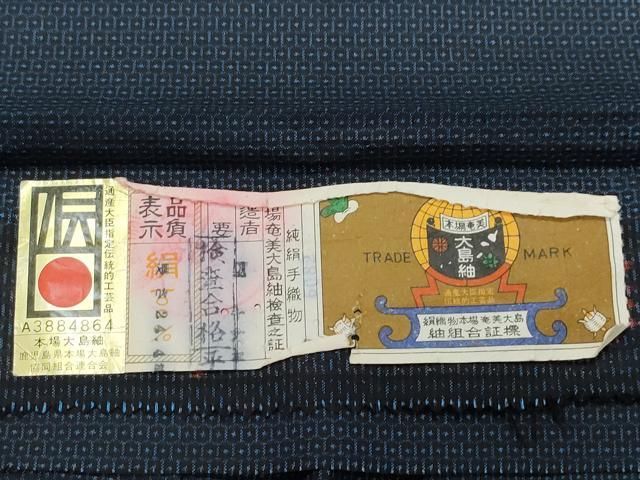 伝
通産大臣指定伝統的工芸品
A3884864
本場大島紬
鹿児島県本場大島紬
協同組合連合会
品質
表示
絹
検査合格
場奄美大島紬検査之証
純絹手織物
本場奄美
大島紬
TRADE MARK
通産大臣指定
伝統的工芸品
絹織物本場奄美大島
紬組合証標